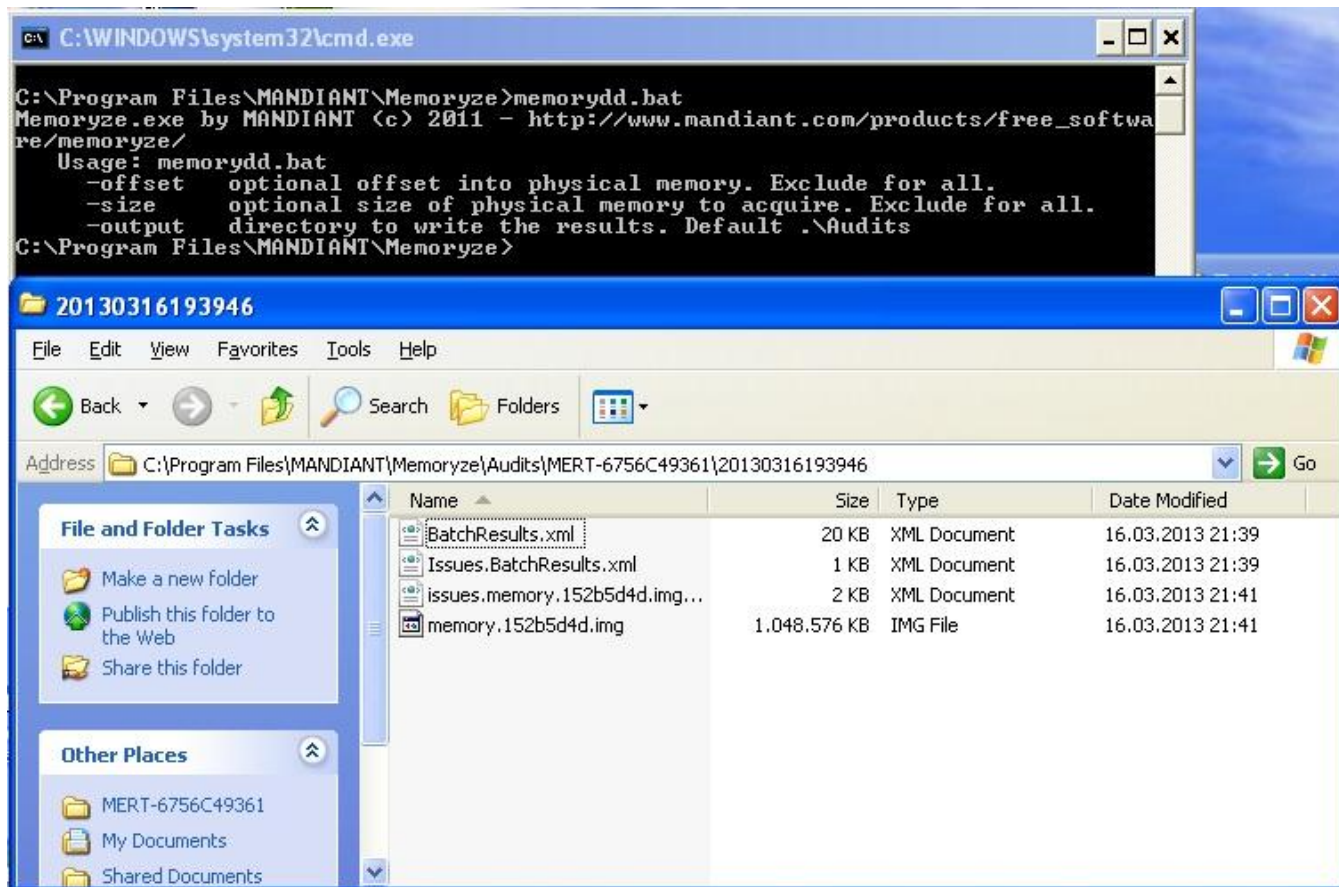 C:\WINDOWS\system32\cmd.exe
C:\Program Files\MANDIANT\Memoryze>memorydd.bat
Memoryze.exe by MANDIANT (c) 2011 - http://www.mandiant.com/products/free_softwa
re/memoryze/
Usage: memorydd.bat
-offset optional offset into physical memory. Exclude for all.
-size optional size of physical memory to acquire. Exclude for all.
-output directory to write the results. Default .\Audits
C:\Program Files\MANDIANT\Memoryze>
20130316193946
File Edit View Favorites Tools Help
Back Search Folders
Address C:\Program Files\MANDIANT\Memoryze\Audits\MERT-6756C49361\20130316193946 Go
Name Size Type Date Modified
File and Folder Tasks
BatchResults.xml 20 KB XML Document 16.03.2013 21:39
Issues.BatchResults.xml 1 KB XML Document 16.03.2013 21:39
issues.memory.152b5d4d.img... 2 KB XML Document 16.03.2013 21:41
memory.152b5d4d.img 1.048.576 KB IMG File 16.03.2013 21:41
Make a new folder
Publish this folder to
the Web
Share this folder
Other Places
MERT-6756C49361
My Documents
Shared Documents